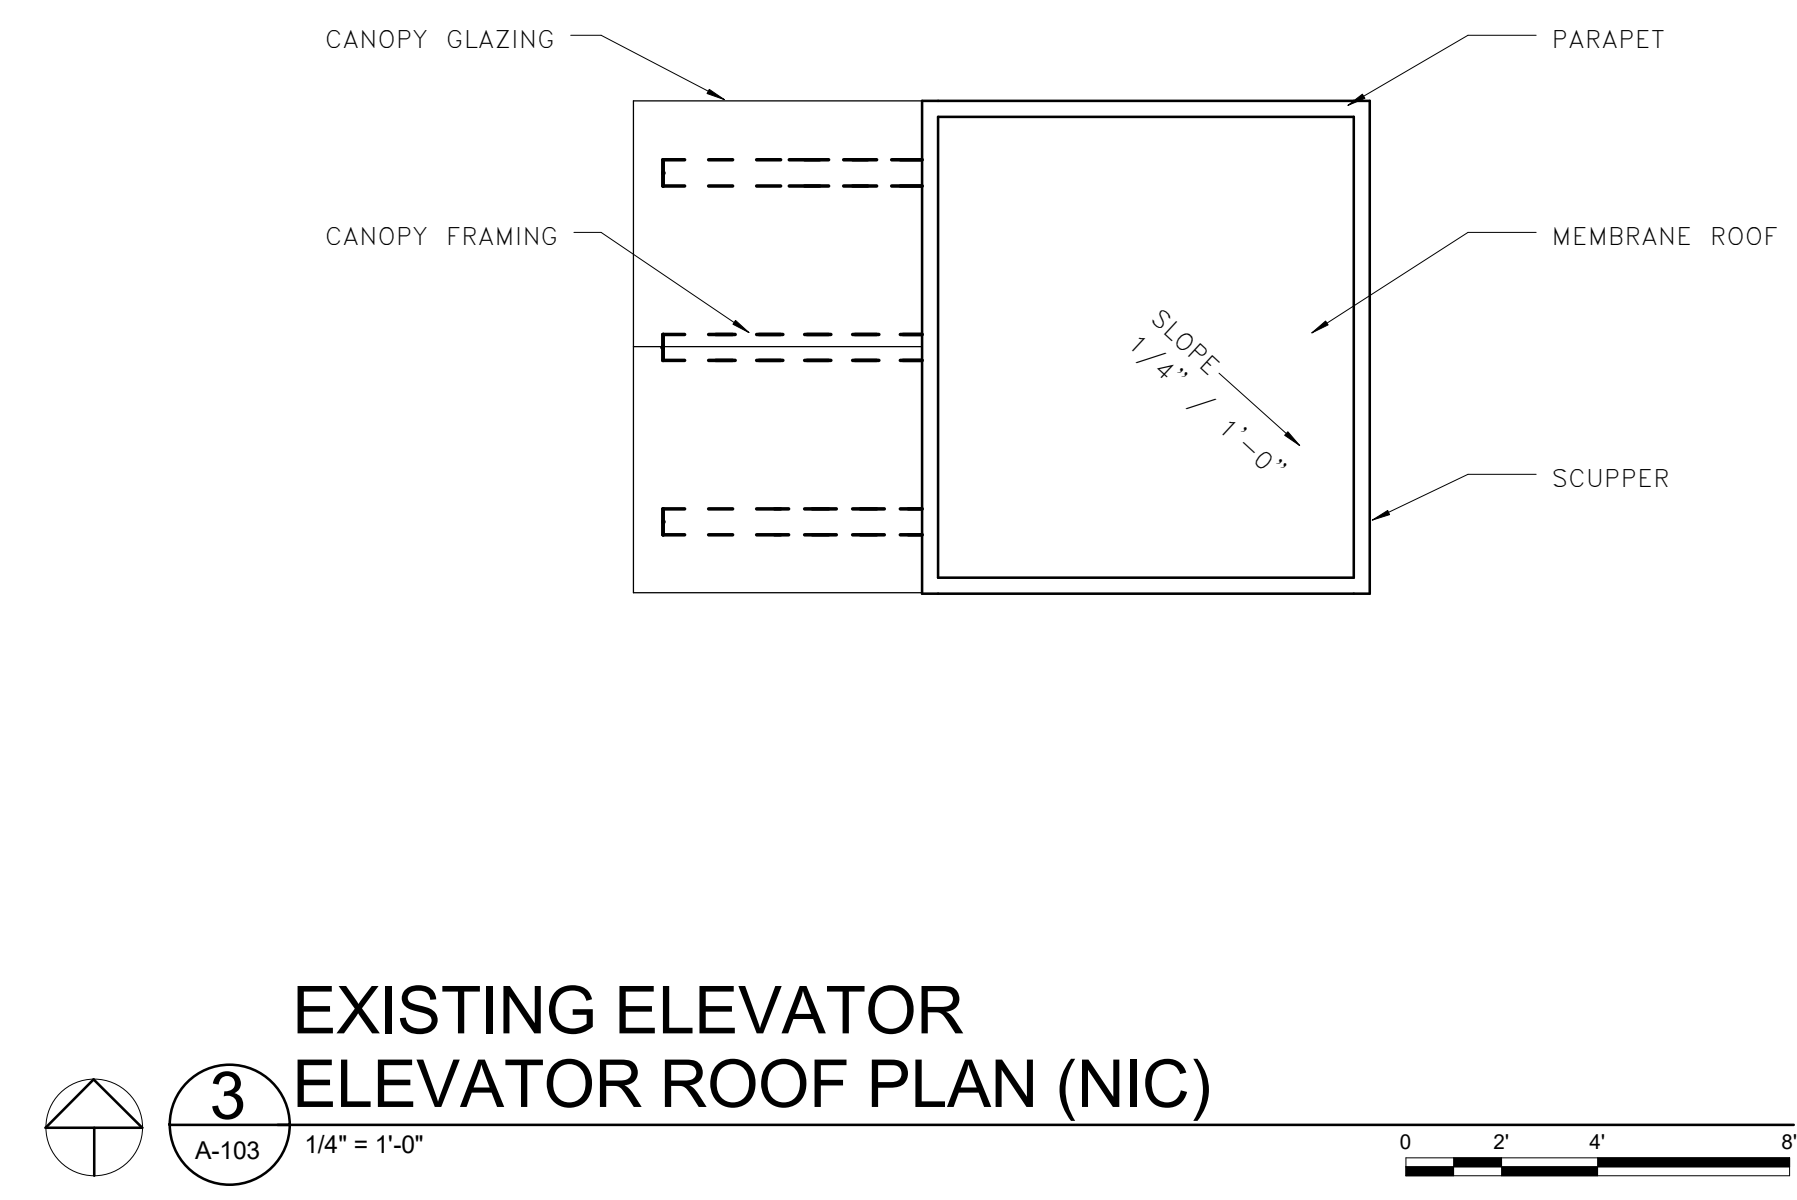 CANOPY GLAZING
PARAPET
CANOPY FRAMING
MEMBRANE ROOF
SLOPE
1/4" / 1'-0"
SCUPPER
EXISTING ELEVATOR
3
ELEVATOR ROOF PLAN (NIC)
A-103
1/4" = 1'-0"
0 2' 4' 8'